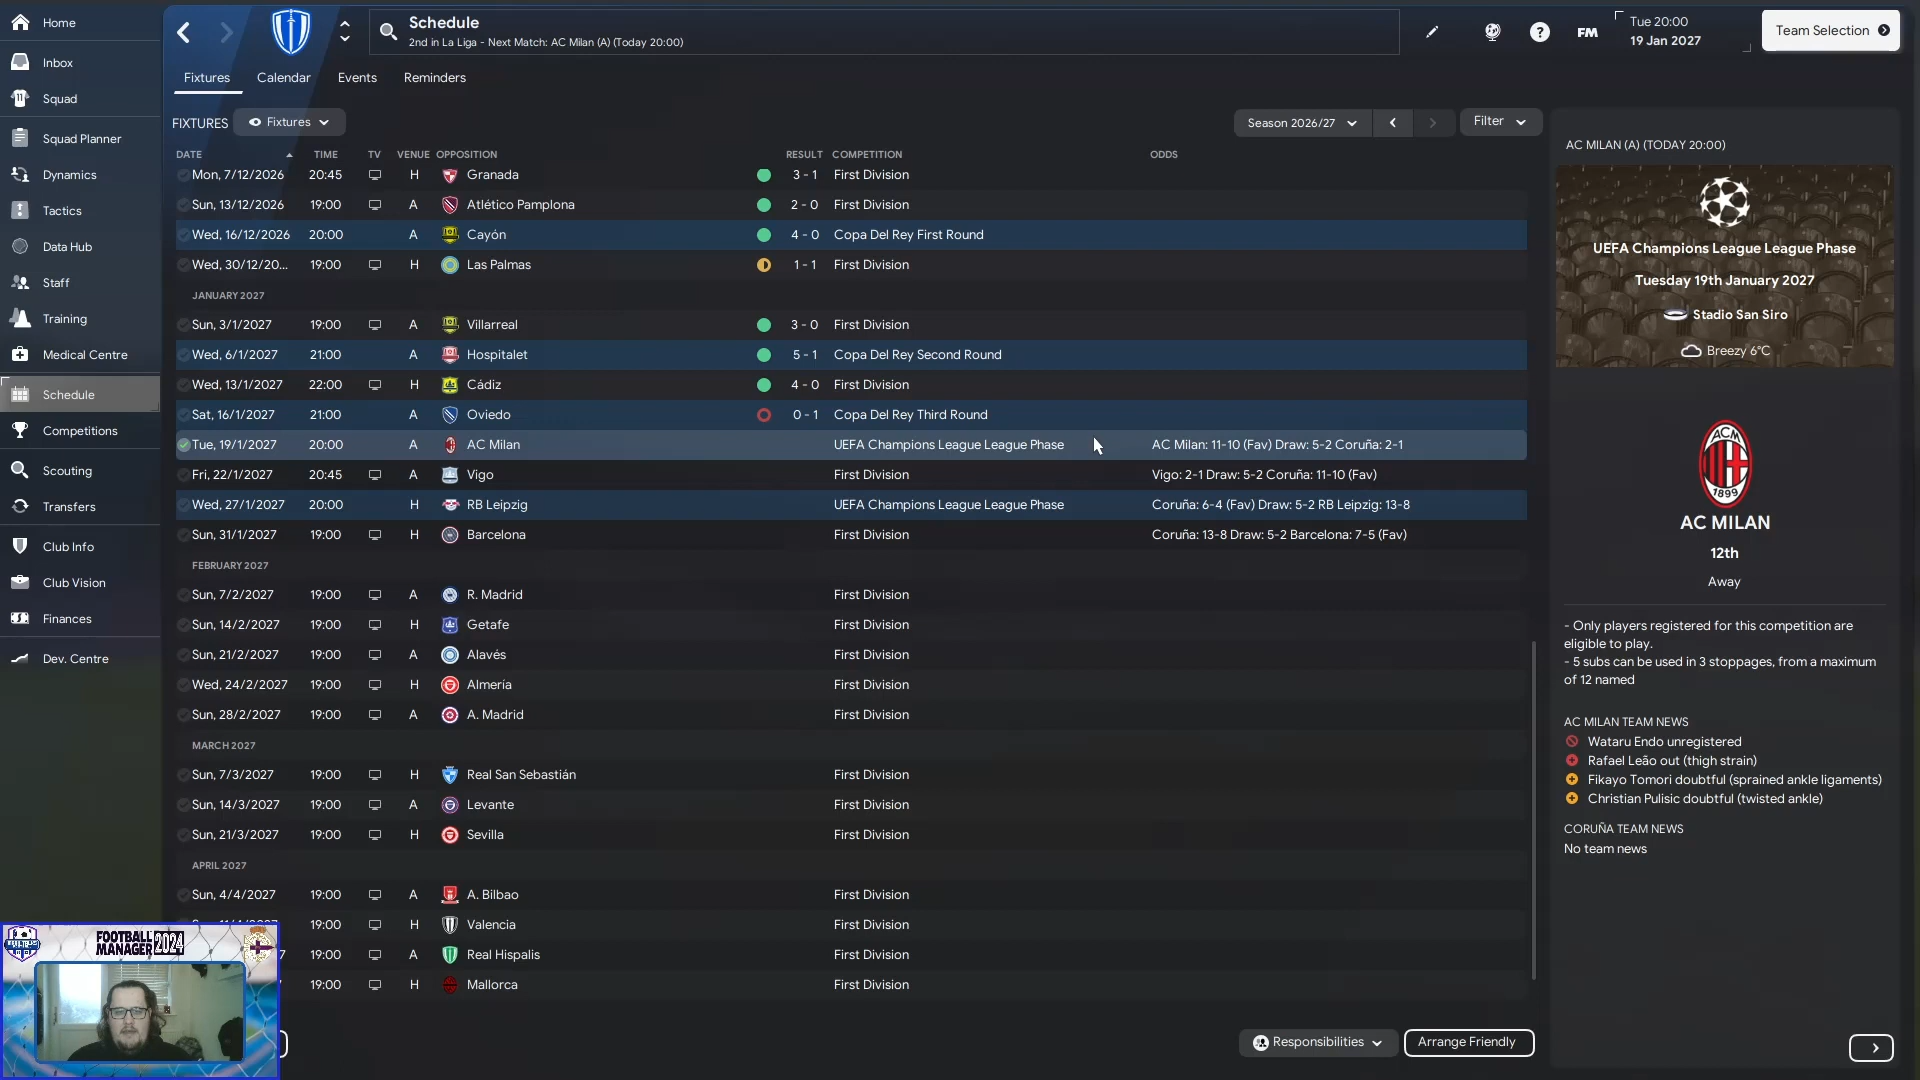 Home
Inbox
Squad
Squad Planner
Dynamics
Tactics
Data Hub
Staff
Training
Medical Centre
Schedule
Competitions
Scouting
Transfers
Club Info
Club Vision
Finances
Dev. Centre
Schedule
2nd in La Liga - Next Match: AC Milan (A) (Today 20:00)
FM
Tue 20:00
19 Jan 2027
Team Selection
Fixtures Calendar Events Reminders
FIXTURES Fixtures
Season 2026/27
Filter
DATE TIME TV VENUE OPPOSITION RESULT COMPETITION ODDS
Mon, 7/12/2026 20:45 H Granada 3 - 1 First Division
Sun, 13/12/2026 19:00 A Atlético Pamplona 2 - 0 First Division
Wed, 16/12/2026 20:00 A Cayón 4 - 0 Copa Del Rey First Round
Wed, 30/12/20... 19:00 H Las Palmas 1 - 1 First Division
JANUARY 2027
Sun, 3/1/2027 19:00 A Villarreal 3 - 0 First Division
Wed, 6/1/2027 21:00 A Hospitalet 5 - 1 Copa Del Rey Second Round
Wed, 13/1/2027 22:00 H Cádiz 4 - 0 First Division
Sat, 16/1/2027 21:00 A Oviedo 0 - 1 Copa Del Rey Third Round
Tue, 19/1/2027 20:00 A AC Milan UEFA Champions League League Phase AC Milan: 11-10 (Fav) Draw: 5-2 Coruña: 2-1
Fri, 22/1/2027 20:45 A Vigo First Division Vigo: 2-1 Draw: 5-2 Coruña: 11-10 (Fav)
Wed, 27/1/2027 20:00 H RB Leipzig UEFA Champions League League Phase Coruña: 6-4 (Fav) Draw: 5-2 RB Leipzig: 13-8
Sun, 31/1/2027 19:00 H Barcelona First Division Coruña: 13-8 Draw: 5-2 Barcelona: 7-5 (Fav)
FEBRUARY 2027
Sun, 7/2/2027 19:00 A R. Madrid First Division
Sun, 14/2/2027 19:00 H Getafe First Division
Sun, 21/2/2027 19:00 A Alavés First Division
Wed, 24/2/2027 19:00 H Almería First Division
Sun, 28/2/2027 19:00 A A. Madrid First Division
MARCH 2027
Sun, 7/3/2027 19:00 H Real San Sebastián First Division
Sun, 14/3/2027 19:00 A Levante First Division
Sun, 21/3/2027 19:00 H Sevilla First Division
APRIL 2027
Sun, 4/4/2027 19:00 A A. Bilbao First Division
19:00 H Valencia First Division
7 19:00 A Real Hispalis First Division
19:00 H Mallorca First Division
Responsibilities
Arrange Friendly
AC MILAN (A) (TODAY 20:00)
UEFA Champions League League Phase
Tuesday 19th January 2027
Stadio San Siro
Breezy 6°C
ACM
1899
AC MILAN
12th
Away
- Only players registered for this competition are
eligible to play.
- 5 subs can be used in 3 stoppages, from a maximum
of 12 named
AC MILAN TEAM NEWS
Wataru Endo unregistered
Rafael Leão out (thigh strain)
Fikayo Tomori doubtful (sprained ankle ligaments)
Christian Pulisic doubtful (twisted ankle)
CORUÑA TEAM NEWS
No team news
FOOTBALL
MANAGER 2024